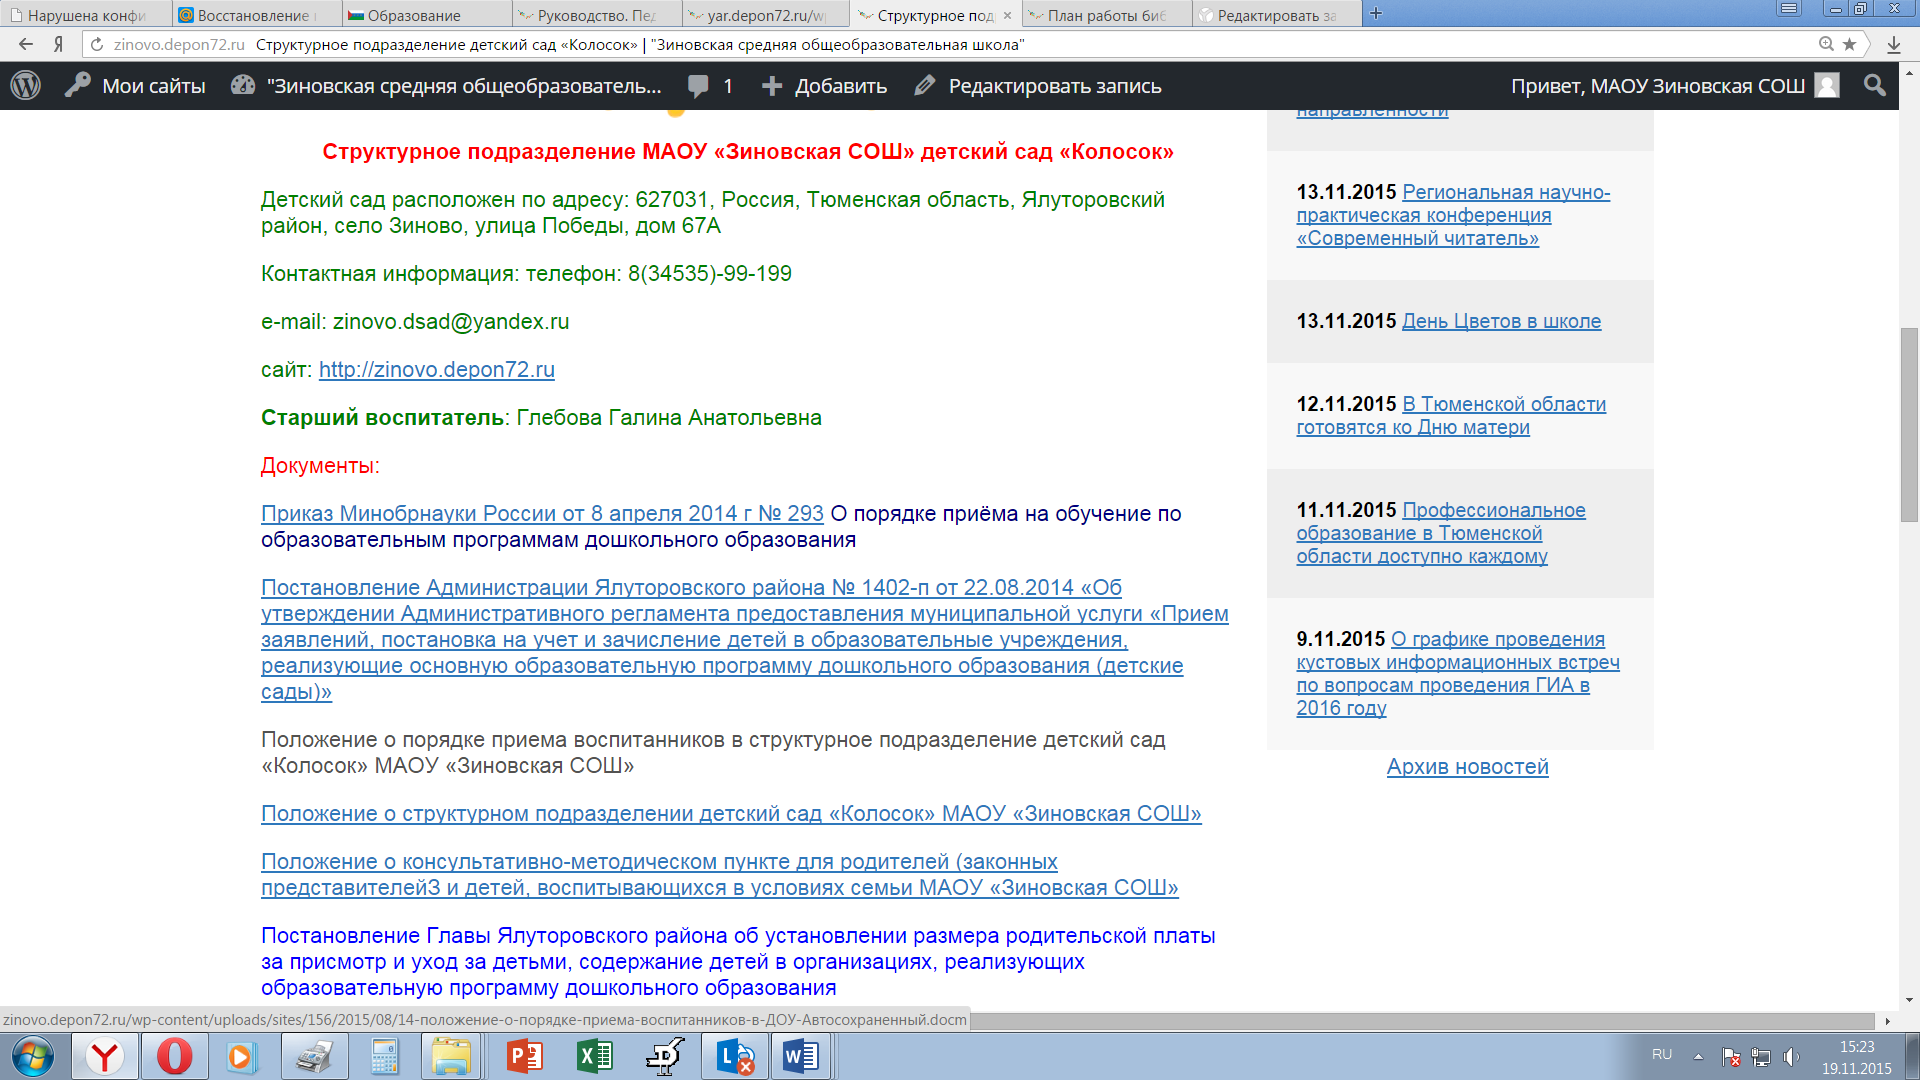 Нарушена конфи
Восстановление
Образование
Руководство. Пед
yar.depon72.ru/wp
Структурное под
План работы биб
Редактировать за
zinovo.depon72.ru Структурное подразделение детский сад «Колосок» | "Зиновская средняя общеобразовательная школа"
Мои сайты
"Зиновская средняя общеобразователь...
1
Добавить
Редактировать запись
Привет, МАОУ Зиновская СОШ
Структурное подразделение МАОУ «Зиновская СОШ» детский сад «Колосок»
Детский сад расположен по адресу: 627031, Россия, Тюменская область, Ялуторовский
район, село Зиново, улица Победы, дом 67А
Контактная информация: телефон: 8(34535)-99-199
e-mail: zinovo.dsad@yandex.ru
сайт: http://zinovo.depon72.ru
Старший воспитатель: Глебова Галина Анатольевна
Документы:
Приказ Минобрнауки России от 8 апреля 2014 г № 293 О порядке приёма на обучение по
образовательным программам дошкольного образования
Постановление Администрации Ялуторовского района № 1402-п от 22.08.2014 «Об
утверждении Административного регламента предоставления муниципальной услуги «Прием
заявлений, постановка на учет и зачисление детей в образовательные учреждения,
реализующие основную образовательную программу дошкольного образования (детские
сады)»
Положение о порядке приема воспитанников в структурное подразделение детский сад
«Колосок» МАОУ «Зиновская СОШ»
Положение о структурном подразделении детский сад «Колосок» МАОУ «Зиновская СОШ»
Положение о консультативно-методическом пункте для родителей (законных
представителей3 и детей, воспитывающихся в условиях семьи МАОУ «Зиновская СОШ»
Постановление Главы Ялуторовского района об установлении размера родительской платы
за присмотр и уход за детьми, содержание детей в организациях, реализующих
образовательную программу дошкольного образования
направленности
13.11.2015 Региональная научно-
практическая конференция
«Современный читатель»
13.11.2015 День Цветов в школе
12.11.2015 В Тюменской области
готовятся ко Дню матери
11.11.2015 Профессиональное
образование в Тюменской
области доступно каждому
9.11.2015 О графике проведения
кустовых информационных встреч
по вопросам проведения ГИА в
2016 году
Архив новостей
zinovo.depon72.ru/wp-content/uploads/sites/156/2015/08/14-положение-о-порядке-приема-воспитанников-в-ДОУ-Автосохраненный.docm
RU
15:23
19.11.2015